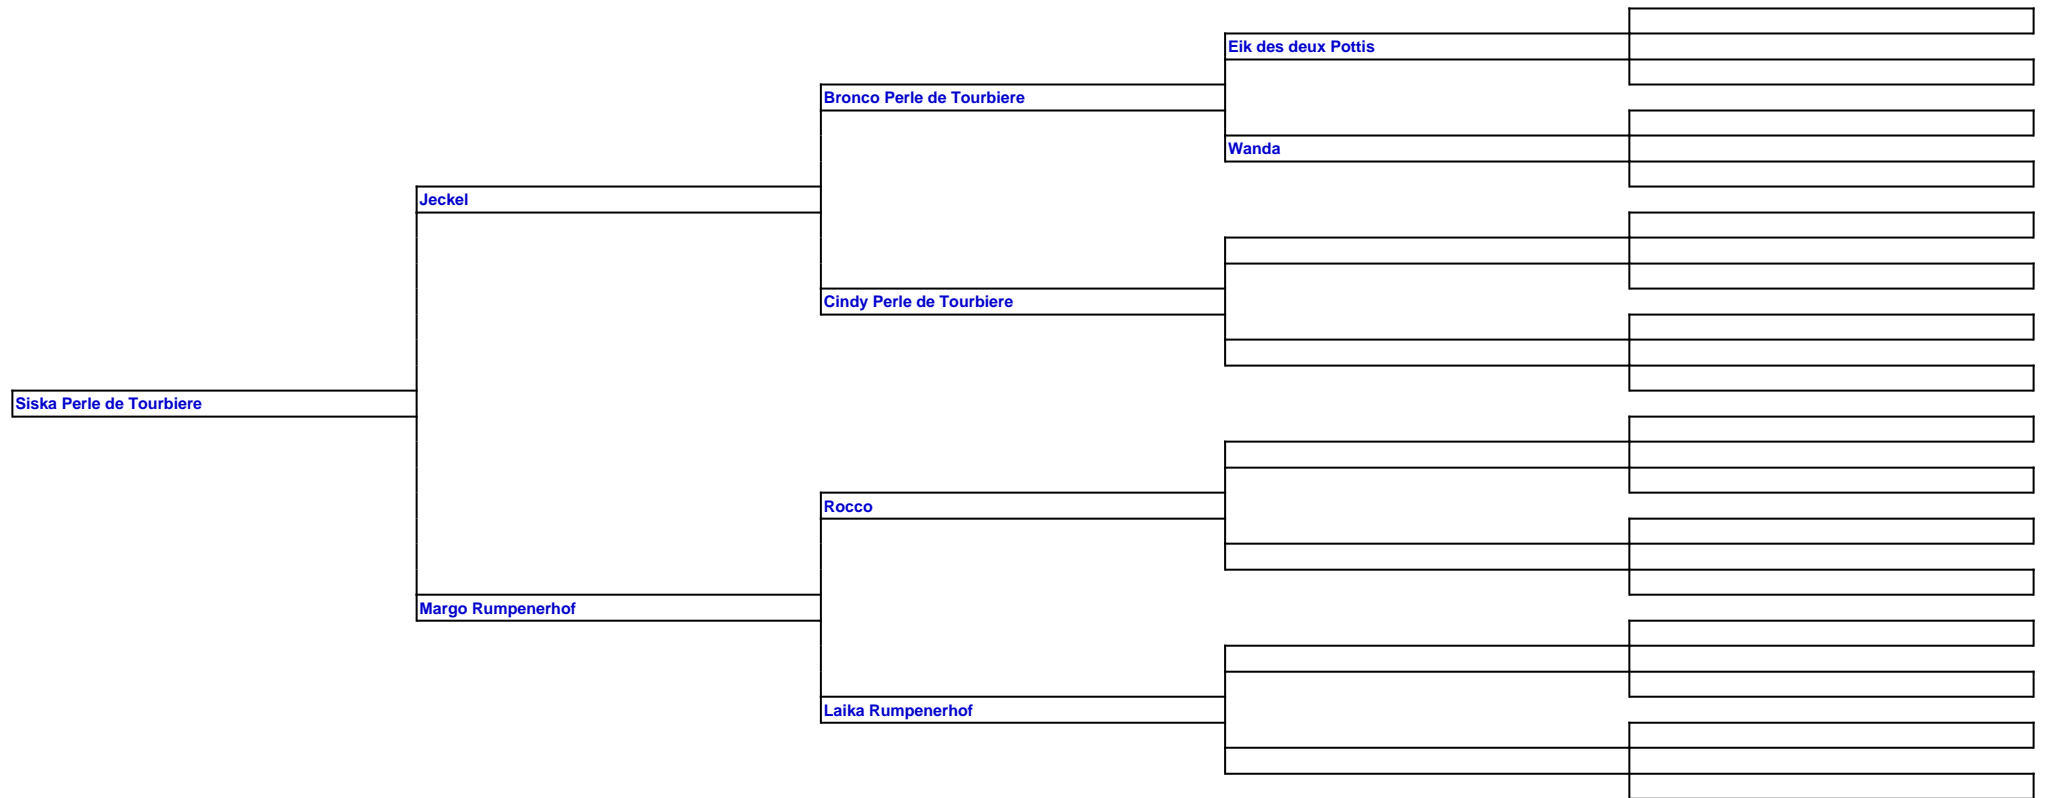 Eik des deux Pottis
Bronco Perle de Tourbiere
Wanda
Jeckel
Cindy Perle de Tourbiere
Siska Perle de Tourbiere
Rocco
Margo Rumpenerhof
Laika Rumpenerhof